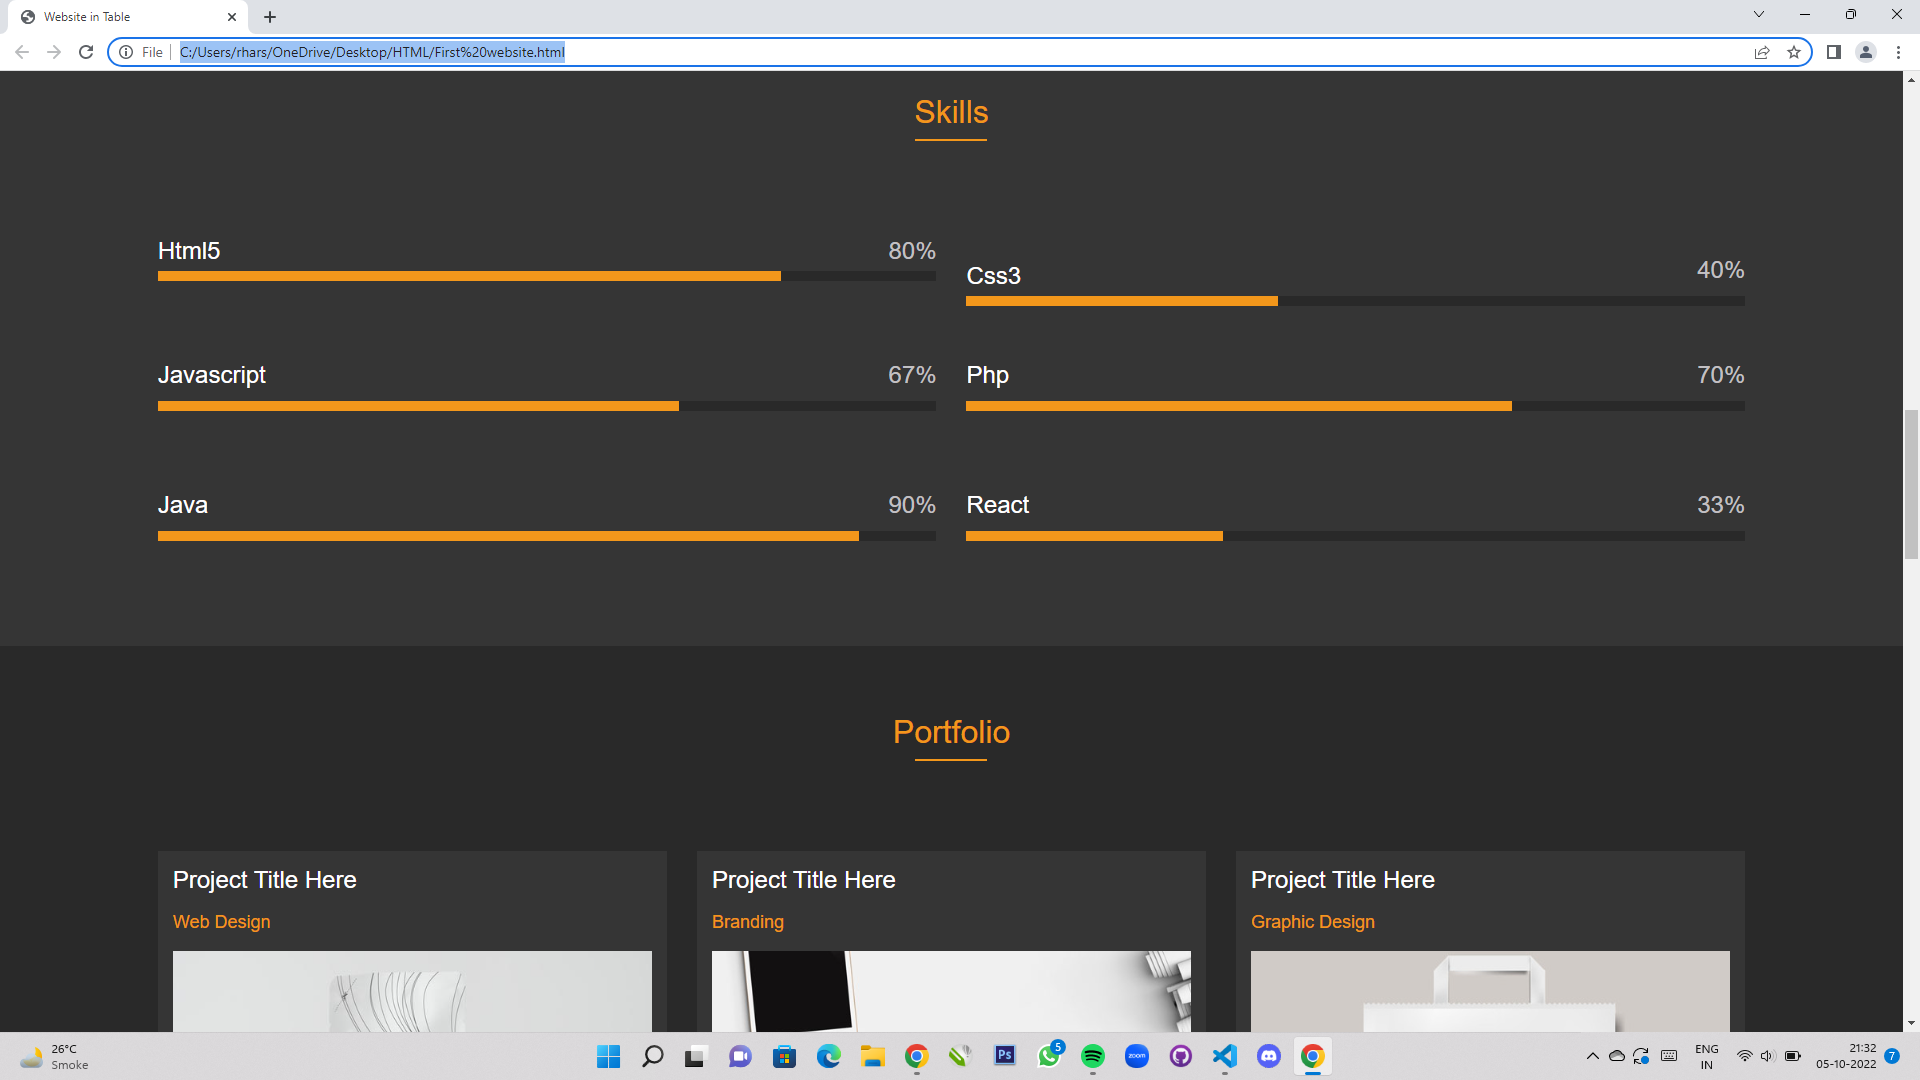 Website in Table
File
C:/Users/rhars/OneDrive/Desktop/HTML/First%20website.html
Skills
Html5 80%
Css3 40%
Javascript 67%
Php 70%
Java 90%
React 33%
Portfolio
Project Title Here
Web Design
Project Title Here
Branding
Project Title Here
Graphic Design
26°C
Smoke
Ps
5
zoom
ENG
IN
21:32
05-10-2022
7